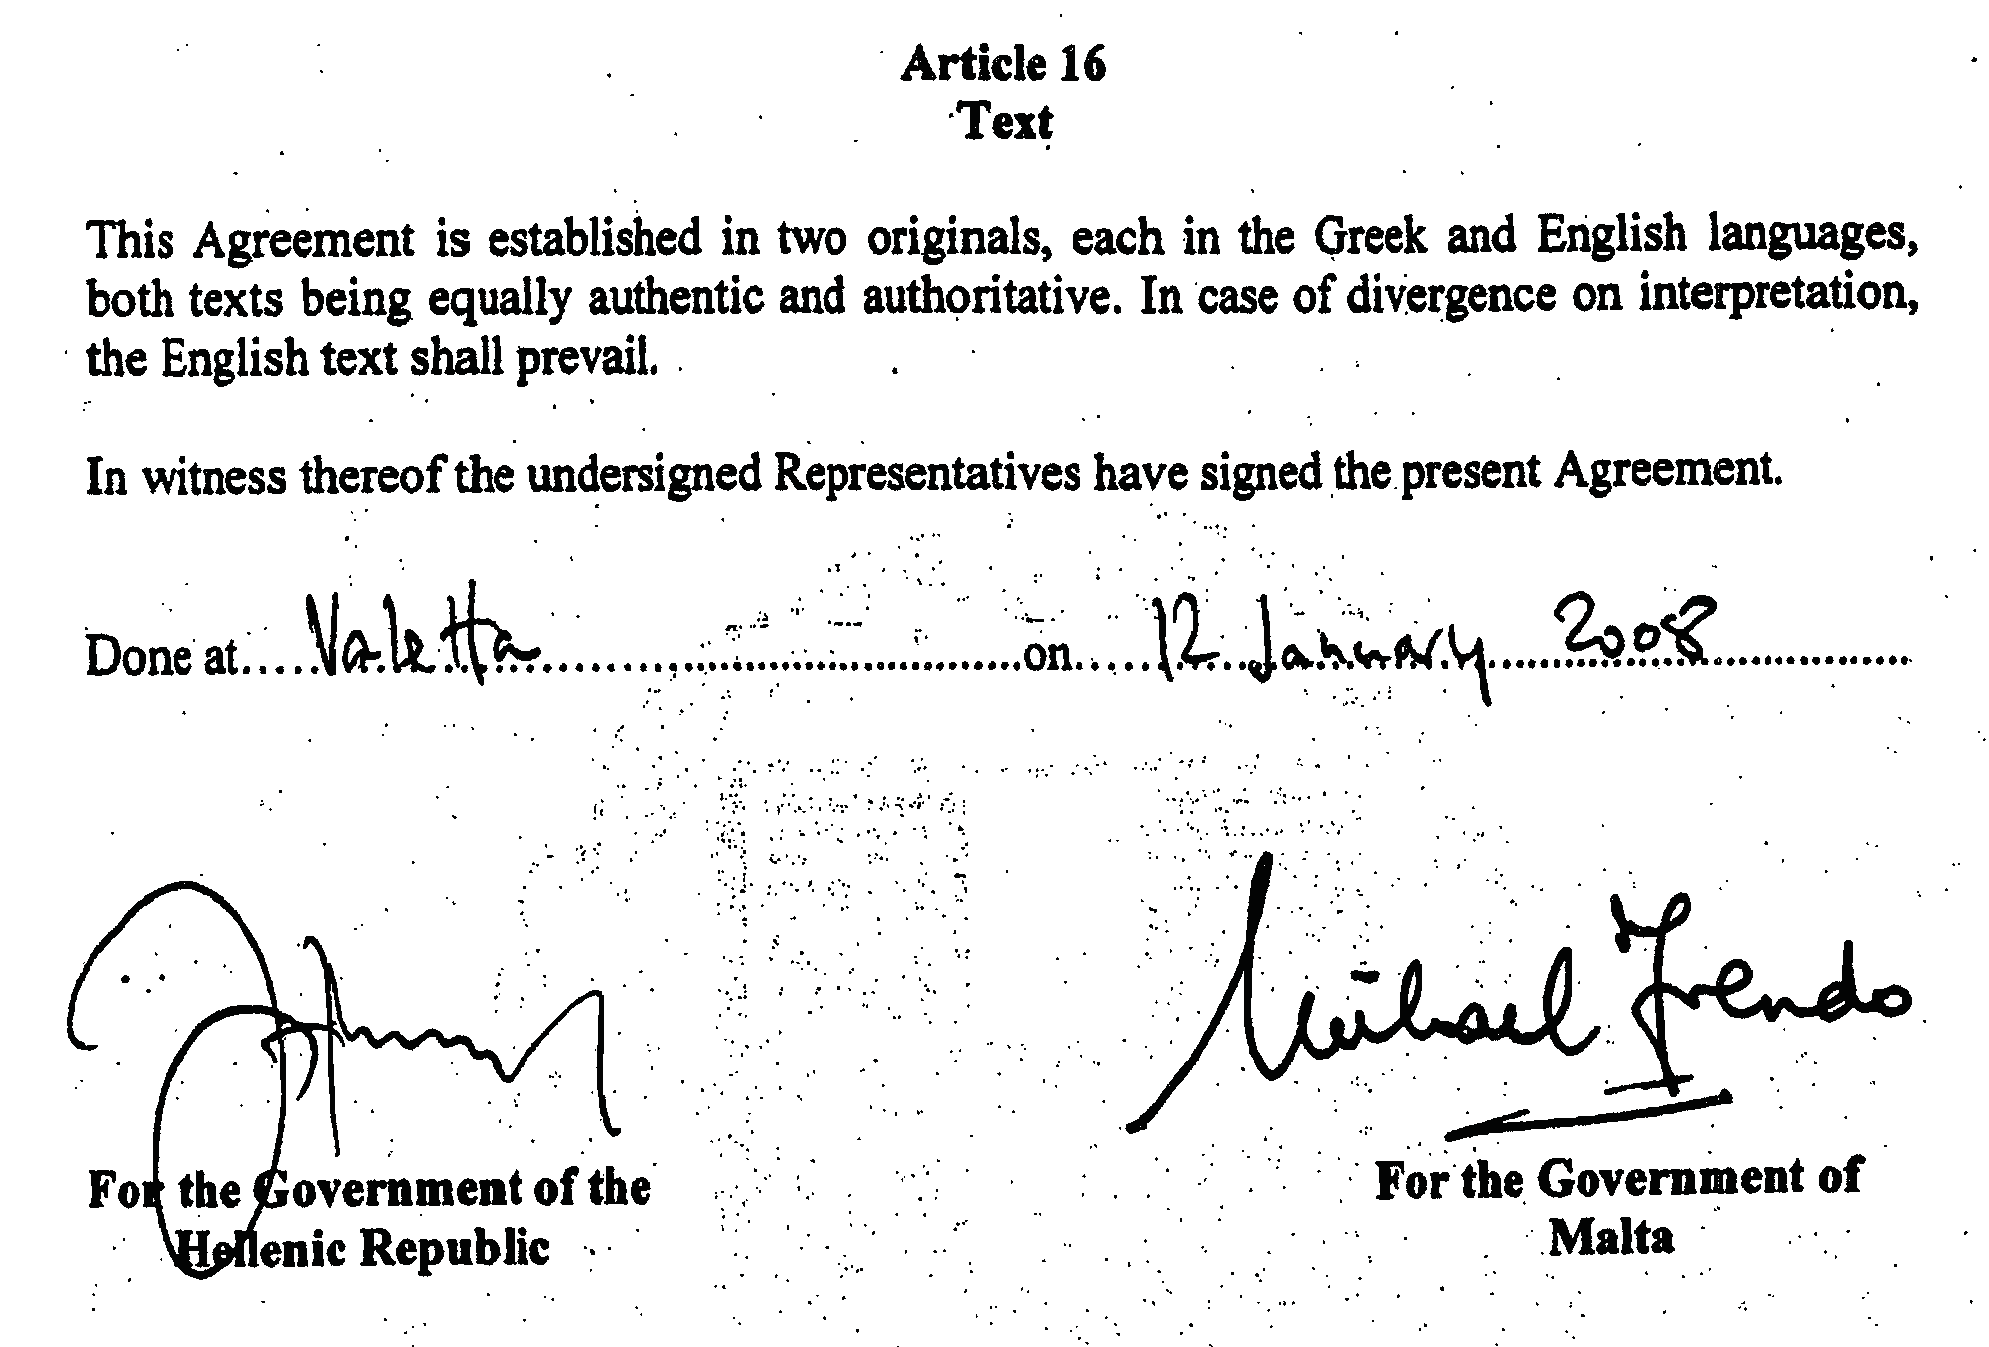 Article 16
Text
This Agreement is established in two originals, each in the Greek and English languages,
both texts being equally authentic and authoritative. In case of divergence on interpretation,
the English text shall prevail.
In witness thereof the undersigned Representatives have signed the present Agreement.
Done at.....Valetta..........on.....12 January 2008..........
Michael Frendo
For the Government of the
Hellenic Republic
For the Government of
Malta